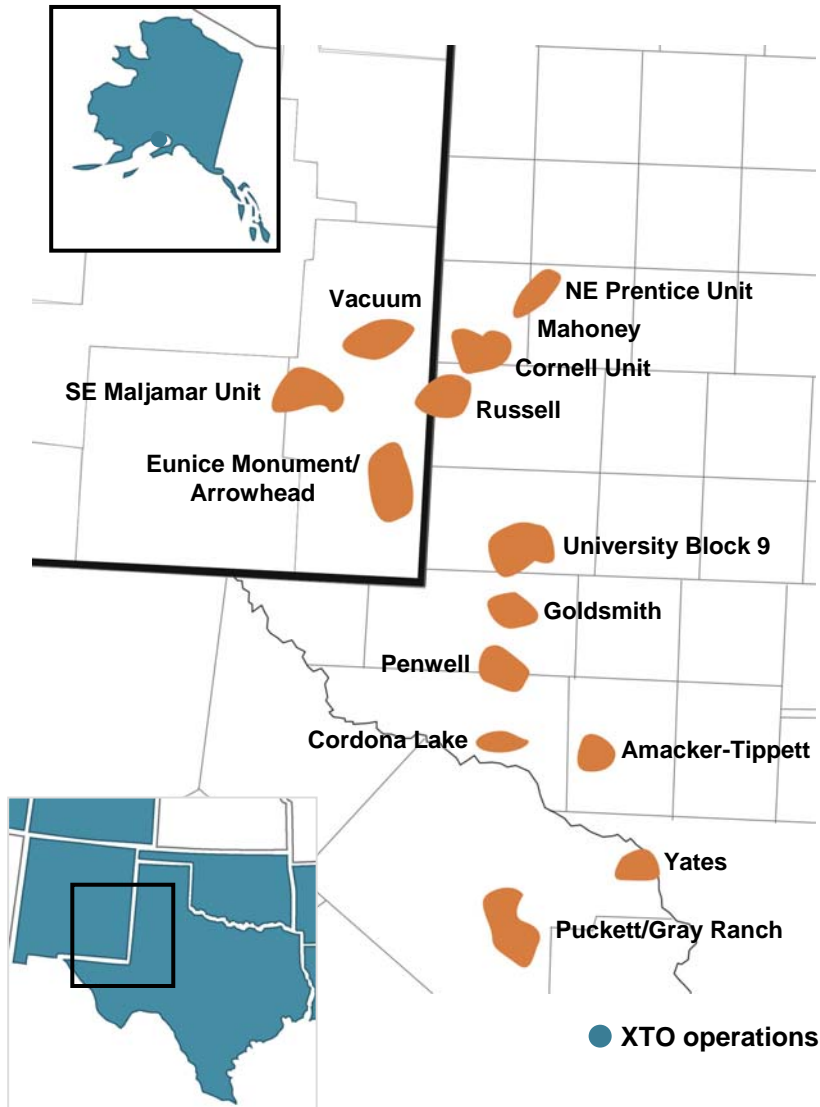 NE Prentice Unit
Vacuum
Mahoney
Cornell Unit
SE Maljamar Unit
Russell
Eunice Monument/
Arrowhead
University Block 9
Goldsmith
Penwell
Cordona Lake
Amacker-Tippett
Yates
Puckett/Gray Ranch
XTO operations